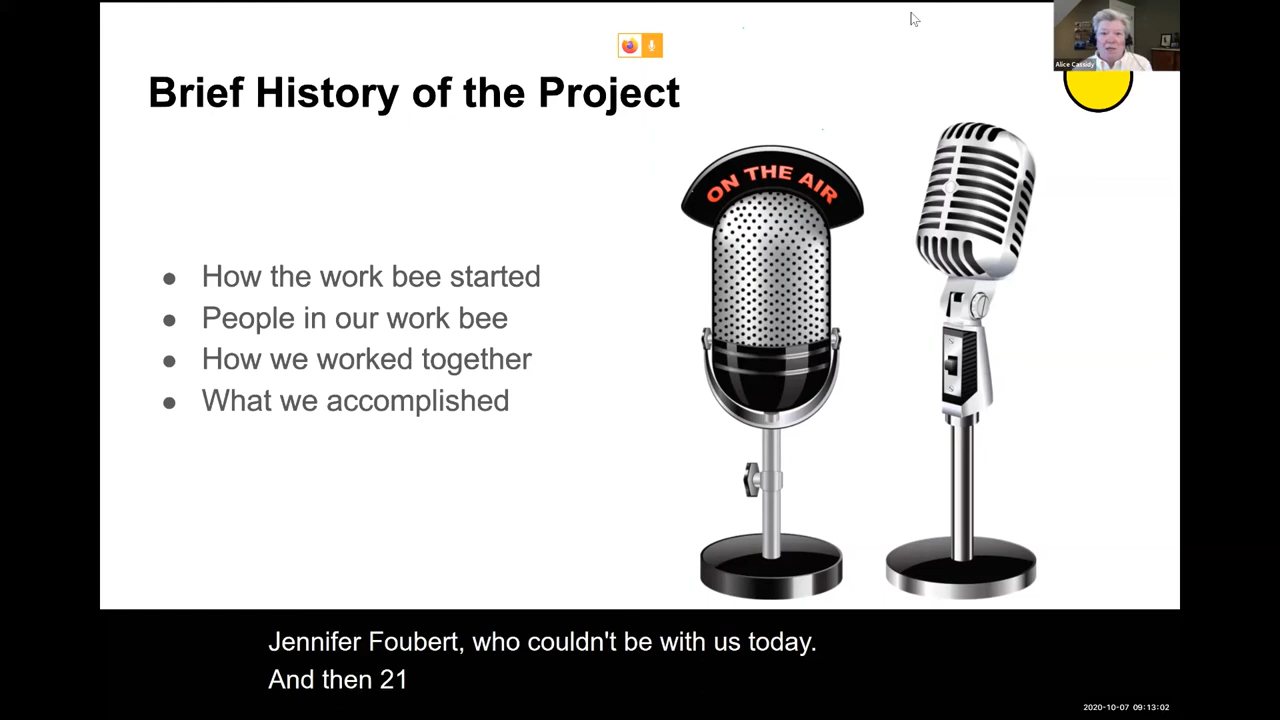 Alice Cassidy
Brief History of the Project
ON THE AIR
● How the work bee started
● People in our work bee
● How we worked together
● What we accomplished
Jennifer Foubert, who couldn't be with us today.
And then 21
2020-10-07 09:13:02